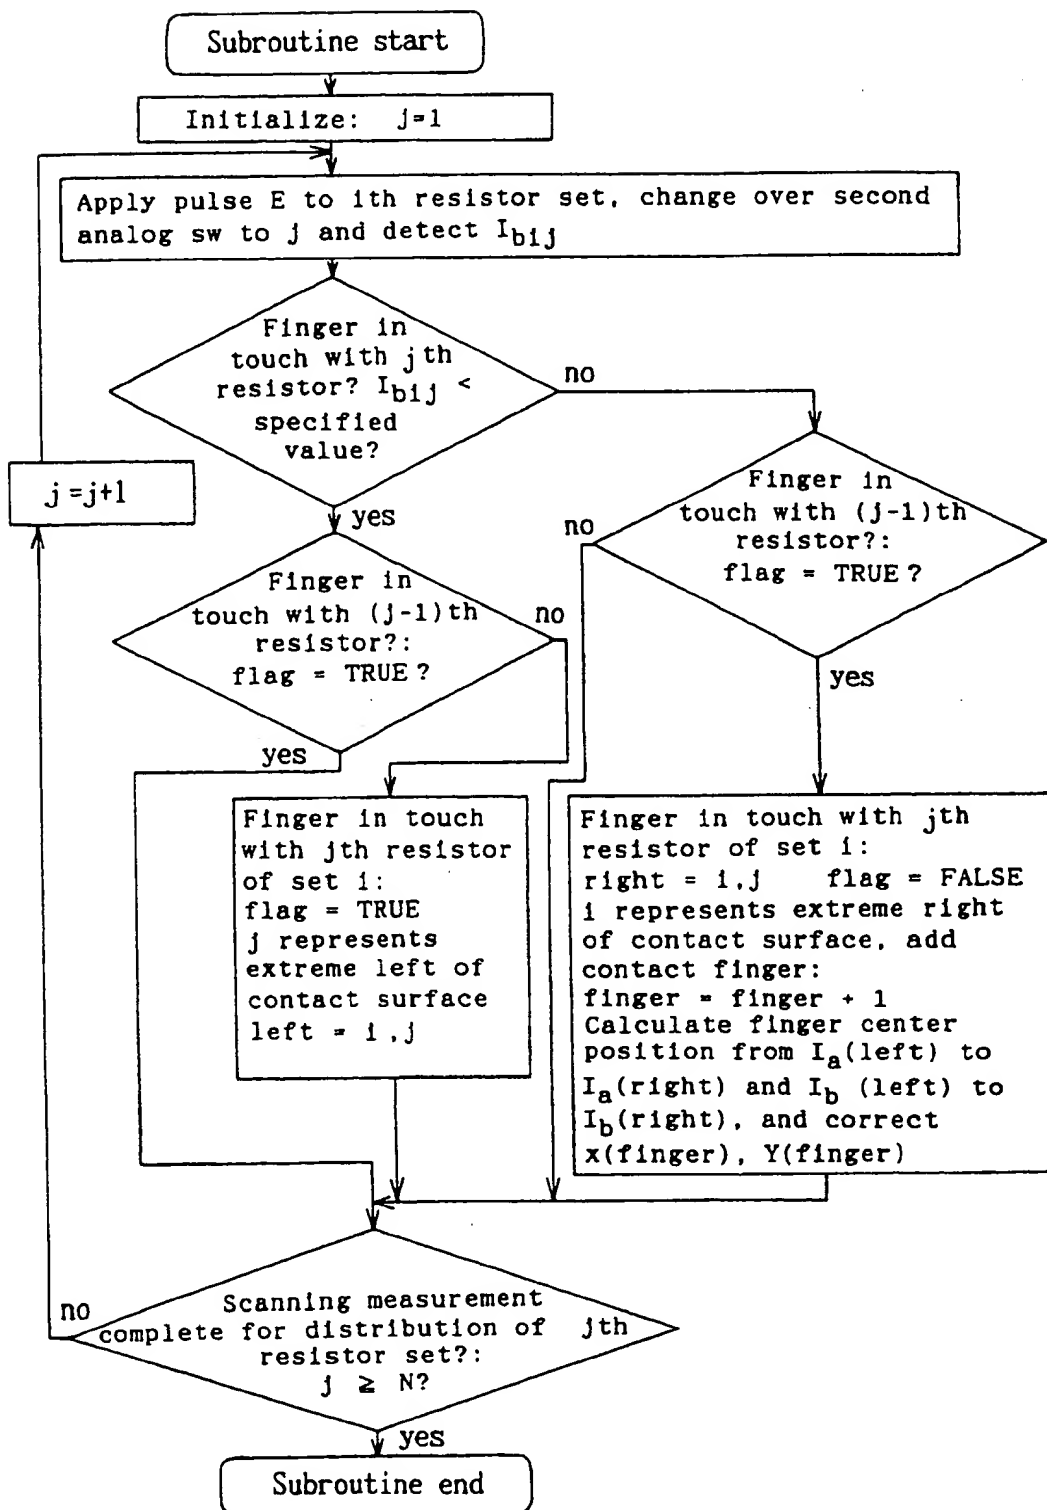 Subroutine start
Initialize: j=1
Apply pulse E to ith resistor set, change over second
analog sw to j and detect Ibij
Finger in
touch with jth
resistor? Ibij <
specified
value?
no
j=j+1
yes
Finger in
touch with (j-1)th
resistor?:
flag = TRUE?
no
yes
Finger in
touch with (j-1)th
resistor?:
flag = TRUE?
no
yes
Finger in touch
with jth resistor
of set i:
flag = TRUE
j represents
extreme left of
contact surface
left = i,j
Finger in touch with jth
resistor of set i:
right = i,j flag = FALSE
i represents extreme right
of contact surface, add
contact finger:
finger = finger + 1
Calculate finger center
position from Ia(left) to
Ia(right) and Ib (left) to
Ib(right), and correct
x(finger), Y(finger)
no
Scanning measurement
complete for distribution of jth
resistor set?:
j ≧ N?
yes
Subroutine end